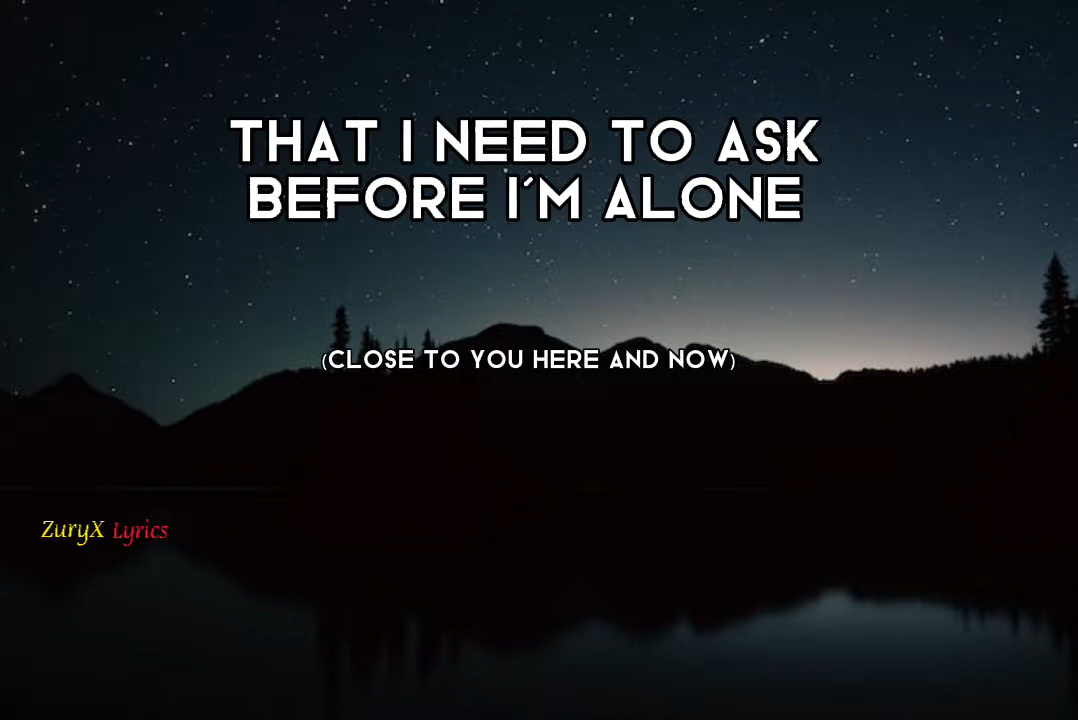 THAT I NEED TO ASK
BEFORE I'M ALONE
(CLOSE TO YOU HERE AND NOW)
ZuryX Lyrics